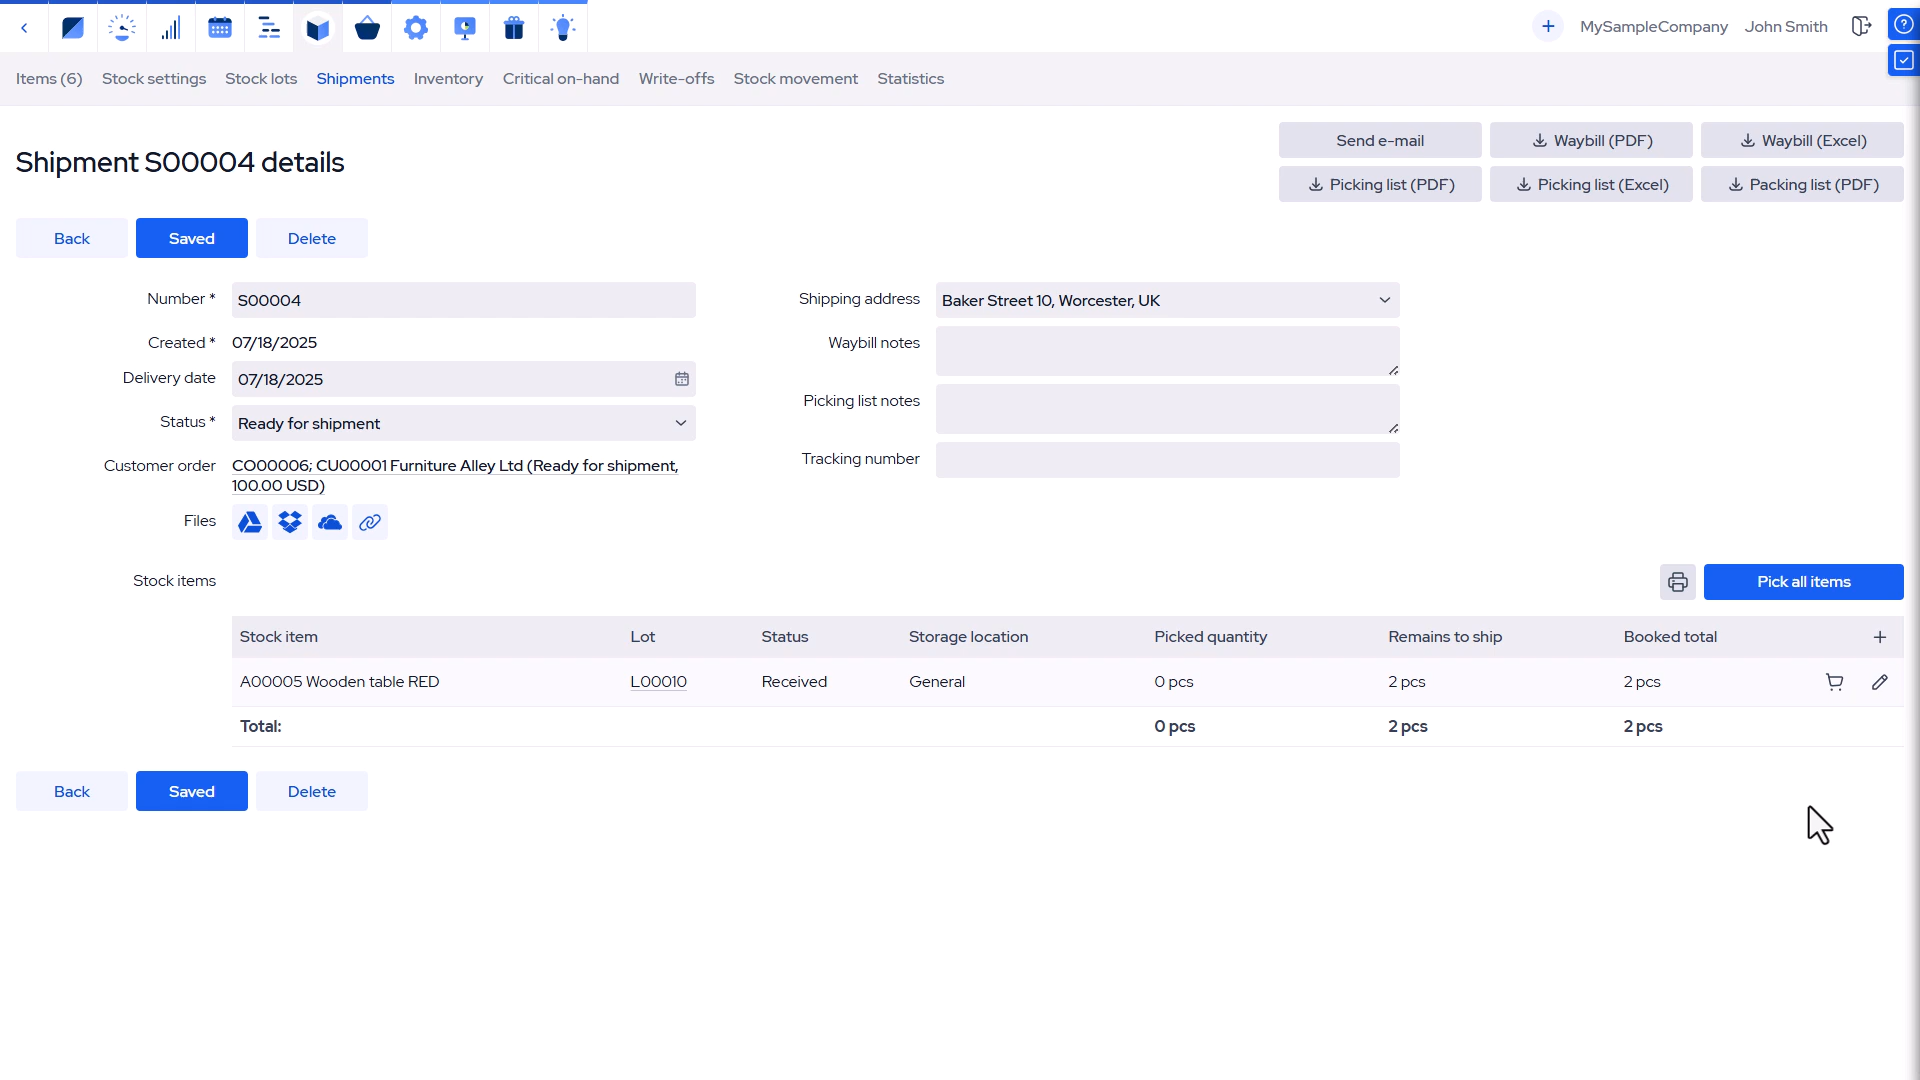 MySampleCompany
John Smith
Items (6)
Stock settings
Stock lots
Shipments
Inventory
Critical on-hand
Write-offs
Stock movement
Statistics
Shipment S00004 details
Send e-mail
Waybill (PDF)
Waybill (Excel)
Picking list (PDF)
Picking list (Excel)
Packing list (PDF)
Back
Saved
Delete
Number *
S00004
Created *
07/18/2025
Delivery date
07/18/2025
Status *
Ready for shipment
Customer order
CO00006; CU00001 Furniture Alley Ltd (Ready for shipment,
100.00 USD)
Files
Shipping address
Baker Street 10, Worcester, UK
Waybill notes
Picking list notes
Tracking number
Stock items
Pick all items
Stock item
Lot
Status
Storage location
Picked quantity
Remains to ship
Booked total
A00005 Wooden table RED
L00010
Received
General
0 pcs
2 pcs
2 pcs
Total:
0 pcs
2 pcs
2 pcs
Back
Saved
Delete